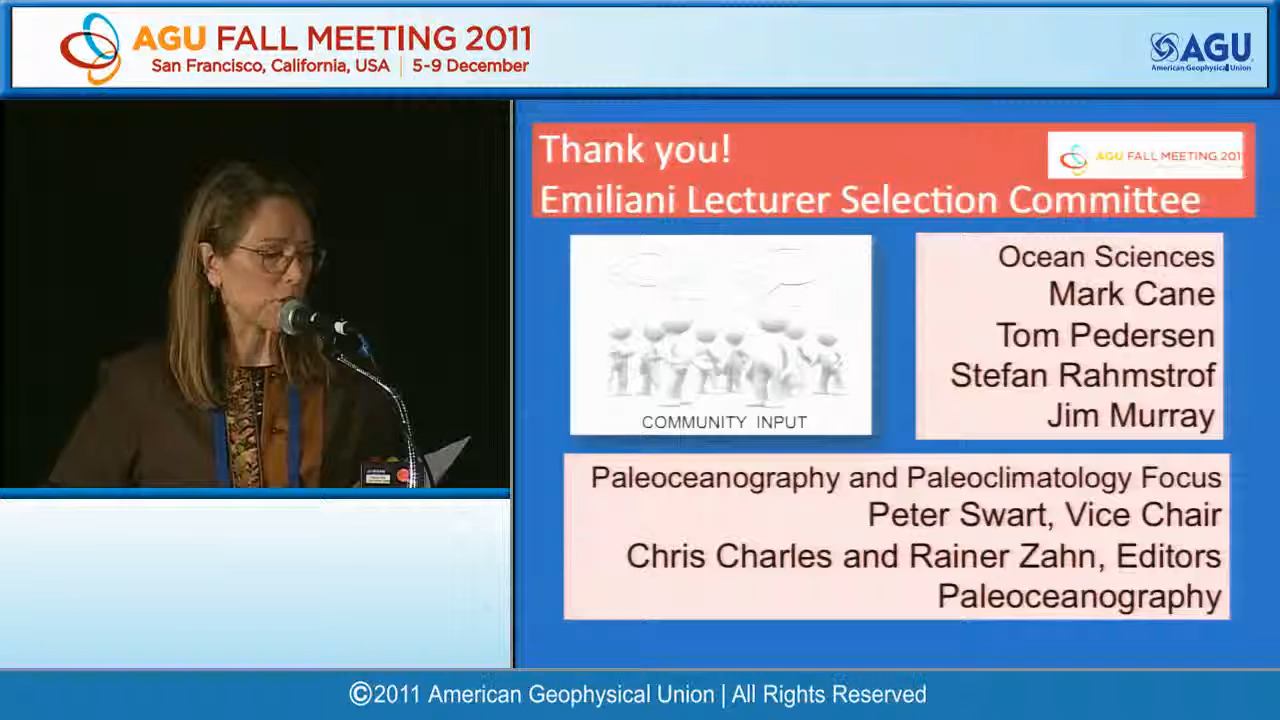 AGU FALL MEETING 2011
San Francisco, California, USA | 5-9 December
AGU
American Geophysical Union
Thank you!
Emiliani Lecturer Selection Committee
AGU FALL MEETING 201
COMMUNITY INPUT
Ocean Sciences
Mark Cane
Tom Pedersen
Stefan Rahmstrof
Jim Murray
Paleoceanography and Paleoclimatology Focus
Peter Swart, Vice Chair
Chris Charles and Rainer Zahn, Editors
Paleoceanography
©2011 American Geophysical Union | All Rights Reserved